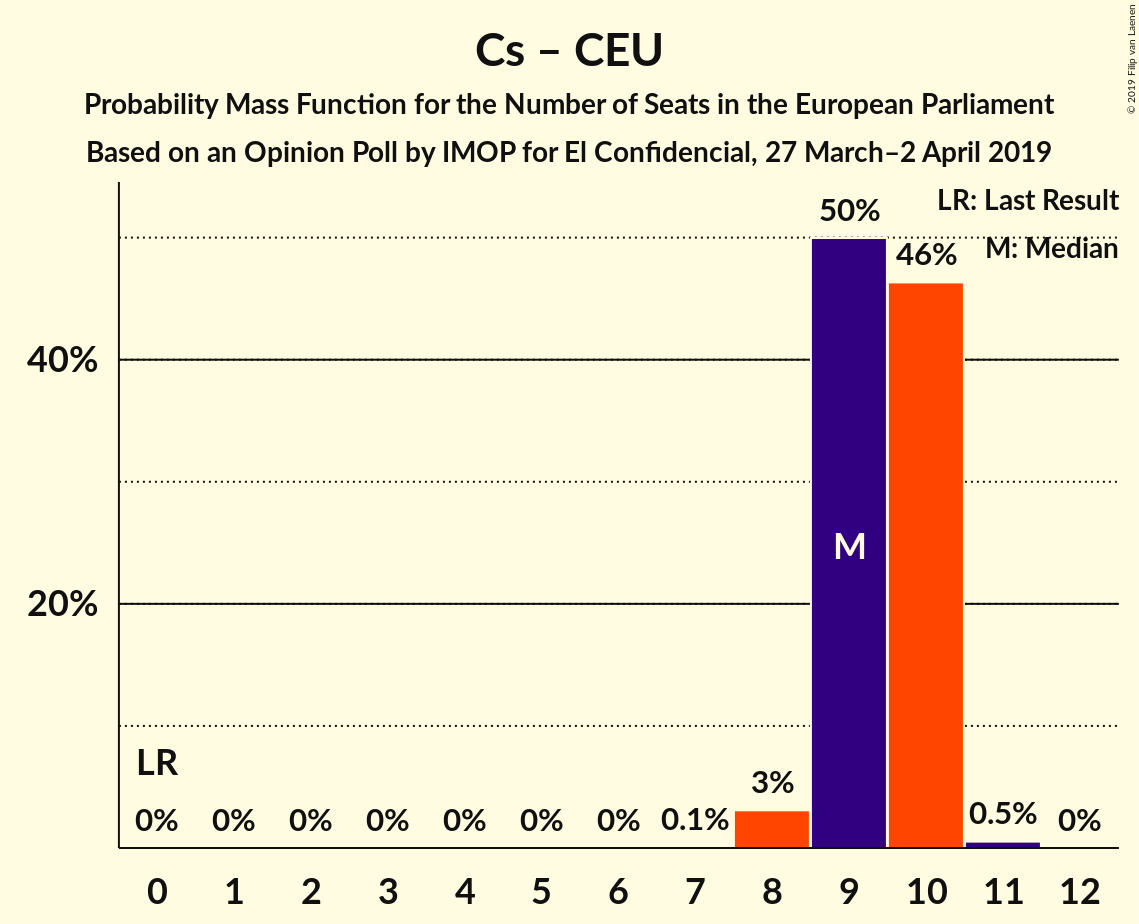 Cs – CEU
Probability Mass Function for the Number of Seats in the European Parliament
Based on an Opinion Poll by IMOP for El Confidencial, 27 March–2 April 2019
© 2019 Filip van Laenen
LR: Last Result
M: Median
50%
46%
40%
M
20%
LR
3%
0% 0% 0% 0% 0% 0% 0% 0.1% 0.5% 0%
0 1 2 3 4 5 6 7 8 9 10 11 12